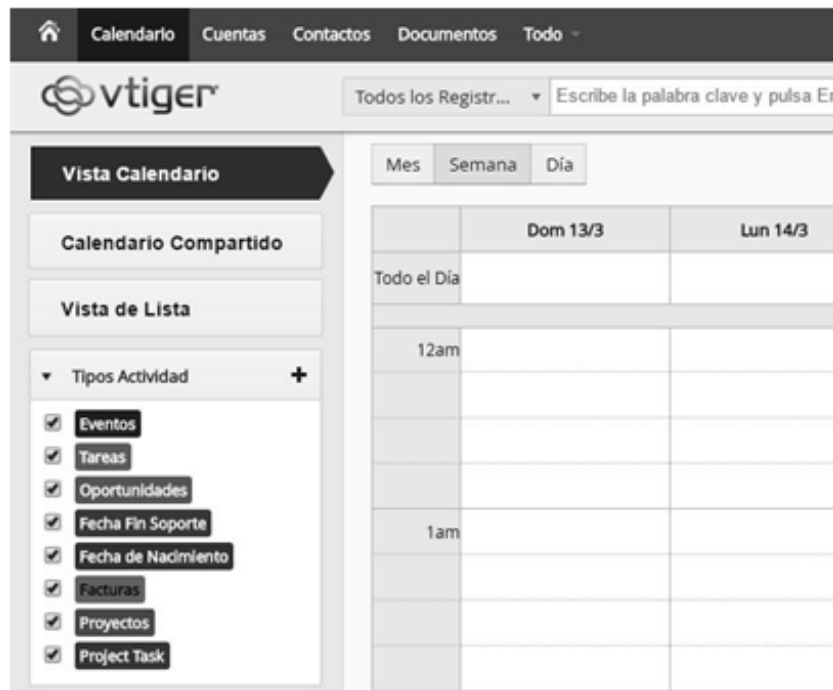 Calendario Cuentas Contactos Documentos Todo
vtiger
Todos los Registr... Escribe la palabra clave y pulsa En
Vista Calendario
Calendario Compartido
Vista de Lista
Tipos Actividad +
Eventos
Tareas
Oportunidades
Fecha Fin Soporte
Fecha de Nacimiento
Facturas
Proyectos
Project Task
Mes Semana Día
Dom 13/3 Lun 14/3
Todo el Día
12am
1am